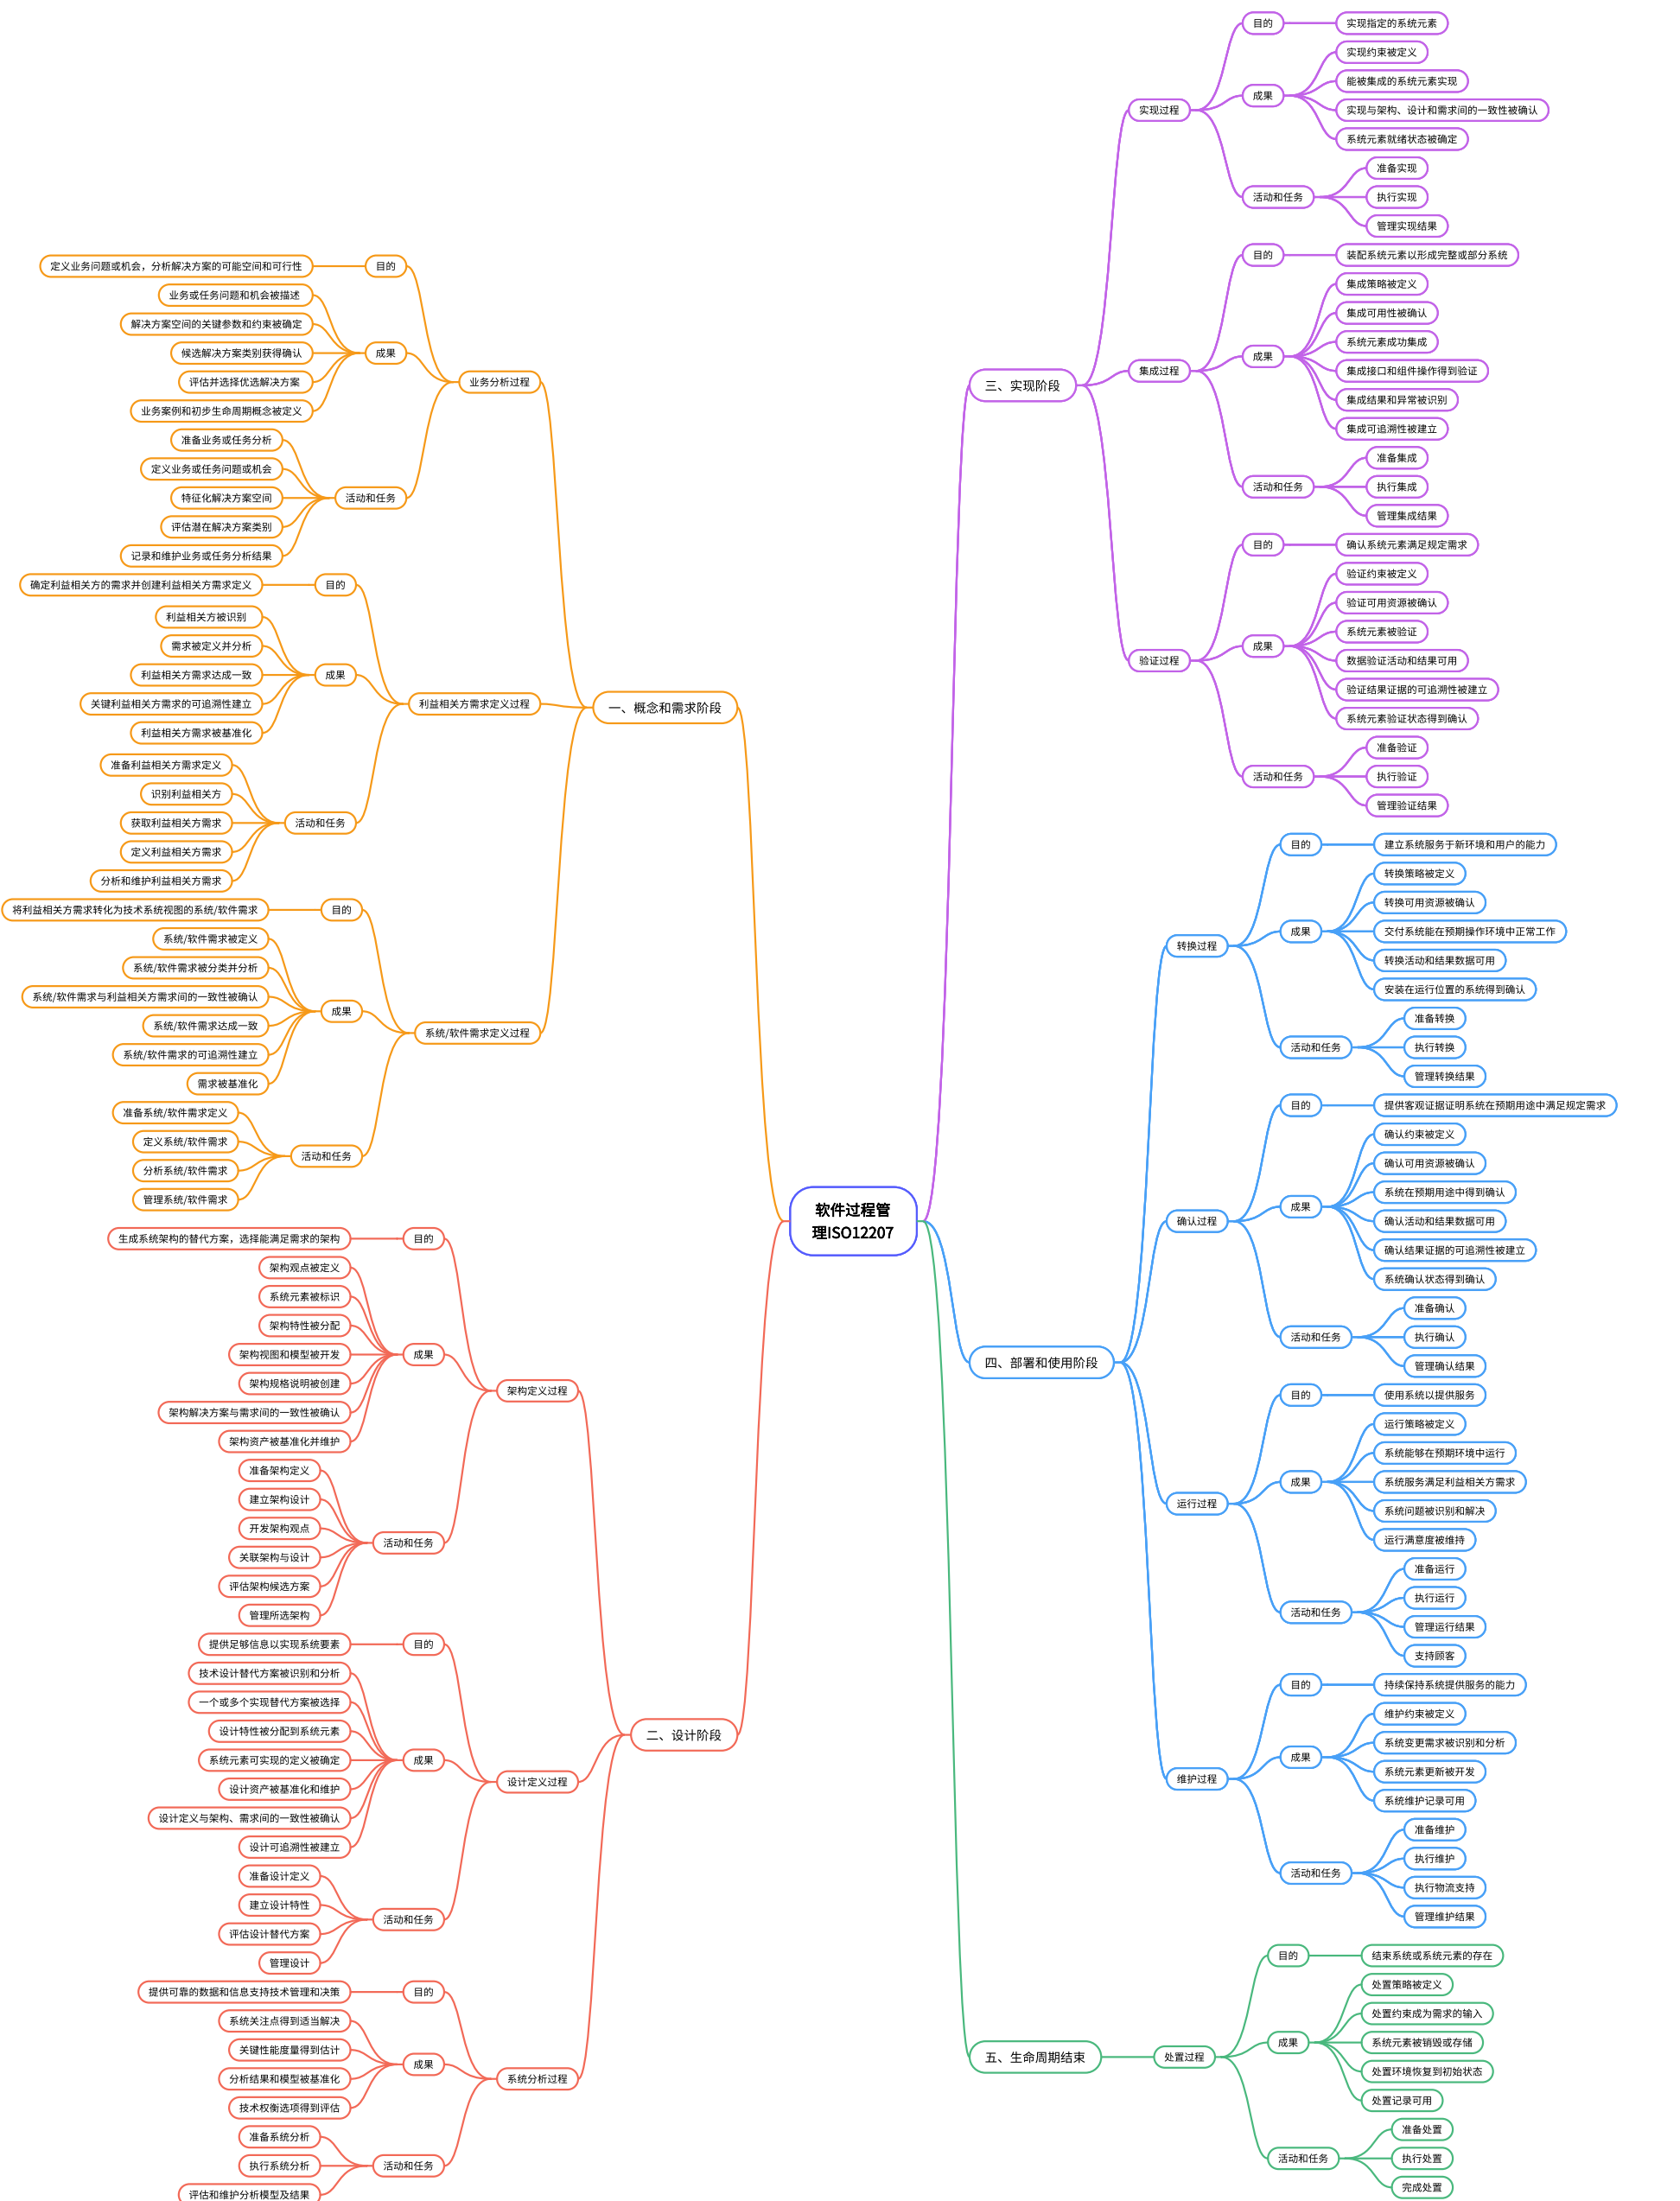 软件过程管
理ISO12207
一、概念和需求阶段
业务分析过程
目的
定义业务问题或机会，分析解决方案的可能空间和可行性
成果
业务或任务问题和机会被描述
解决方案空间的关键参数和约束被确定
候选解决方案类别获得确认
评估并选择优选解决方案
业务案例和初步生命周期概念被定义
活动和任务
准备业务或任务分析
定义业务或任务问题或机会
特征化解决方案空间
评估潜在解决方案类别
记录和维护业务或任务分析结果
利益相关方需求定义过程
目的
确定利益相关方的需求并创建利益相关方需求定义
成果
利益相关方被识别
需求被定义并分析
利益相关方需求达成一致
关键利益相关方需求的可追溯性建立
利益相关方需求被基准化
活动和任务
准备利益相关方需求定义
识别利益相关方
获取利益相关方需求
定义利益相关方需求
分析和维护利益相关方需求
系统/软件需求定义过程
目的
将利益相关方需求转化为技术系统视图的系统/软件需求
成果
系统/软件需求被定义
系统/软件需求被分类并分析
系统/软件需求与利益相关方需求间的一致性被确认
系统/软件需求达成一致
系统/软件需求的可追溯性建立
需求被基准化
活动和任务
准备系统/软件需求定义
定义系统/软件需求
分析系统/软件需求
管理系统/软件需求
二、设计阶段
架构定义过程
目的
生成系统架构的替代方案，选择能满足需求的架构
成果
架构观点被定义
系统元素被标识
架构特性被分配
架构视图和模型被开发
架构规格说明被创建
架构解决方案与需求间的一致性被确认
架构资产被基准化并维护
活动和任务
准备架构定义
建立架构设计
开发架构观点
关联架构与设计
评估架构候选方案
管理所选架构
设计定义过程
目的
提供足够信息以实现系统要素
成果
技术设计替代方案被识别和分析
一个或多个实现替代方案被选择
设计特性被分配到系统元素
系统元素可实现的定义被确定
设计资产被基准化和维护
设计定义与架构、需求间的一致性被确认
设计可追溯性被建立
活动和任务
准备设计定义
建立设计特性
评估设计替代方案
管理设计
系统分析过程
目的
提供可靠的数据和信息支持技术管理和决策
成果
系统关注点得到适当解决
关键性能度量得到估计
分析结果和模型被基准化
技术权衡选项得到评估
活动和任务
准备系统分析
执行系统分析
评估和维护分析模型及结果
三、实现阶段
实现过程
目的
实现指定的系统元素
成果
实现约束被定义
能被集成的系统元素实现
实现与架构、设计和需求间的一致性被确认
系统元素就绪状态被确定
活动和任务
准备实现
执行实现
管理实现结果
集成过程
目的
装配系统元素以形成完整或部分系统
成果
集成策略被定义
集成可用性被确认
系统元素成功集成
集成接口和组件操作得到验证
集成结果和异常被识别
集成可追溯性被建立
活动和任务
准备集成
执行集成
管理集成结果
验证过程
目的
确认系统元素满足规定需求
成果
验证约束被定义
验证可用资源被确认
系统元素被验证
数据验证活动和结果可用
验证结果证据的可追溯性被建立
系统元素验证状态得到确认
活动和任务
准备验证
执行验证
管理验证结果
四、部署和使用阶段
转换过程
目的
建立系统服务于新环境和用户的能力
成果
转换策略被定义
转换可用资源被确认
交付系统能在预期操作环境中正常工作
转换活动和结果数据可用
安装在运行位置的系统得到确认
活动和任务
准备转换
执行转换
管理转换结果
确认过程
目的
提供客观证据证明系统在预期用途中满足规定需求
成果
确认约束被定义
确认可用资源被确认
系统在预期用途中得到确认
确认活动和结果数据可用
确认结果证据的可追溯性被建立
系统确认状态得到确认
活动和任务
准备确认
执行确认
管理确认结果
运行过程
目的
使用系统以提供服务
成果
运行策略被定义
系统能够在预期环境中运行
系统服务满足利益相关方需求
系统问题被识别和解决
运行满意度被维持
活动和任务
准备运行
执行运行
管理运行结果
支持顾客
维护过程
目的
持续保持系统提供服务的能力
成果
维护约束被定义
系统变更需求被识别和分析
系统元素更新被开发
系统维护记录可用
活动和任务
准备维护
执行维护
执行物流支持
管理维护结果
五、生命周期结束
处置过程
目的
结束系统或系统元素的存在
成果
处置策略被定义
处置约束成为需求的输入
系统元素被销毁或存储
处置环境恢复到初始状态
处置记录可用
活动和任务
准备处置
执行处置
完成处置